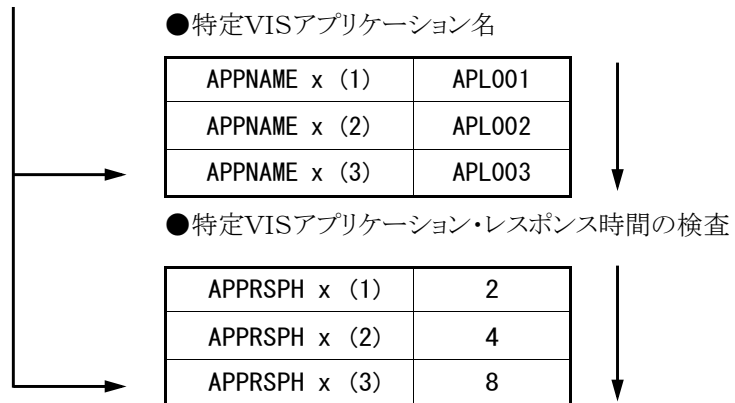 ●特定VISアプリケーション名
APPNAME x (1) APL001
APPNAME x (2) APL002
APPNAME x (3) APL003
●特定VISアプリケーション・レスポンス時間の検査
APPRSPH x (1) 2
APPRSPH x (2) 4
APPRSPH x (3) 8